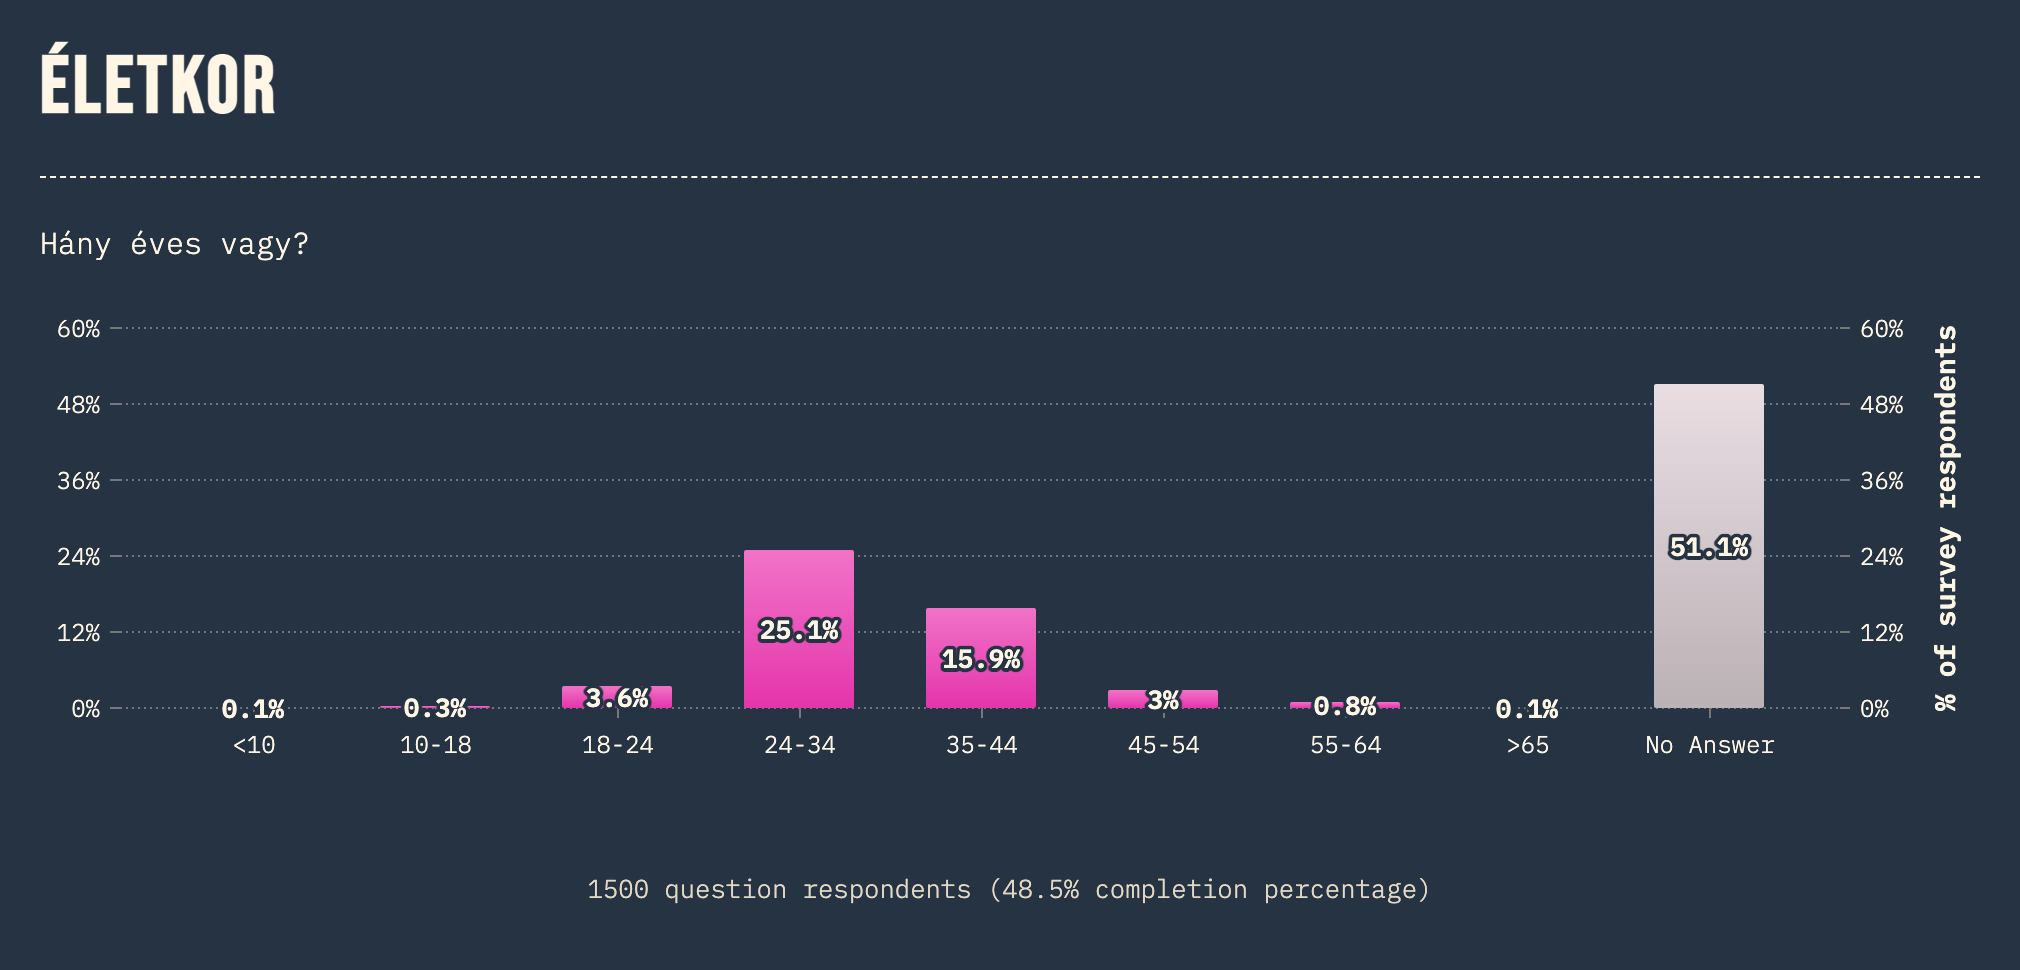 ÉLETKOR
Hány éves vagy?
60% 60%
48% 48%
36% 36%
24% 24%
12% 12%
0% 0%
% of survey respondents
0.1% 0.3% 3.6% 25.1% 15.9% 3% 0.8% 0.1% 51.1%
<10 10-18 18-24 24-34 35-44 45-54 55-64 >65 No Answer
1500 question respondents (48.5% completion percentage)